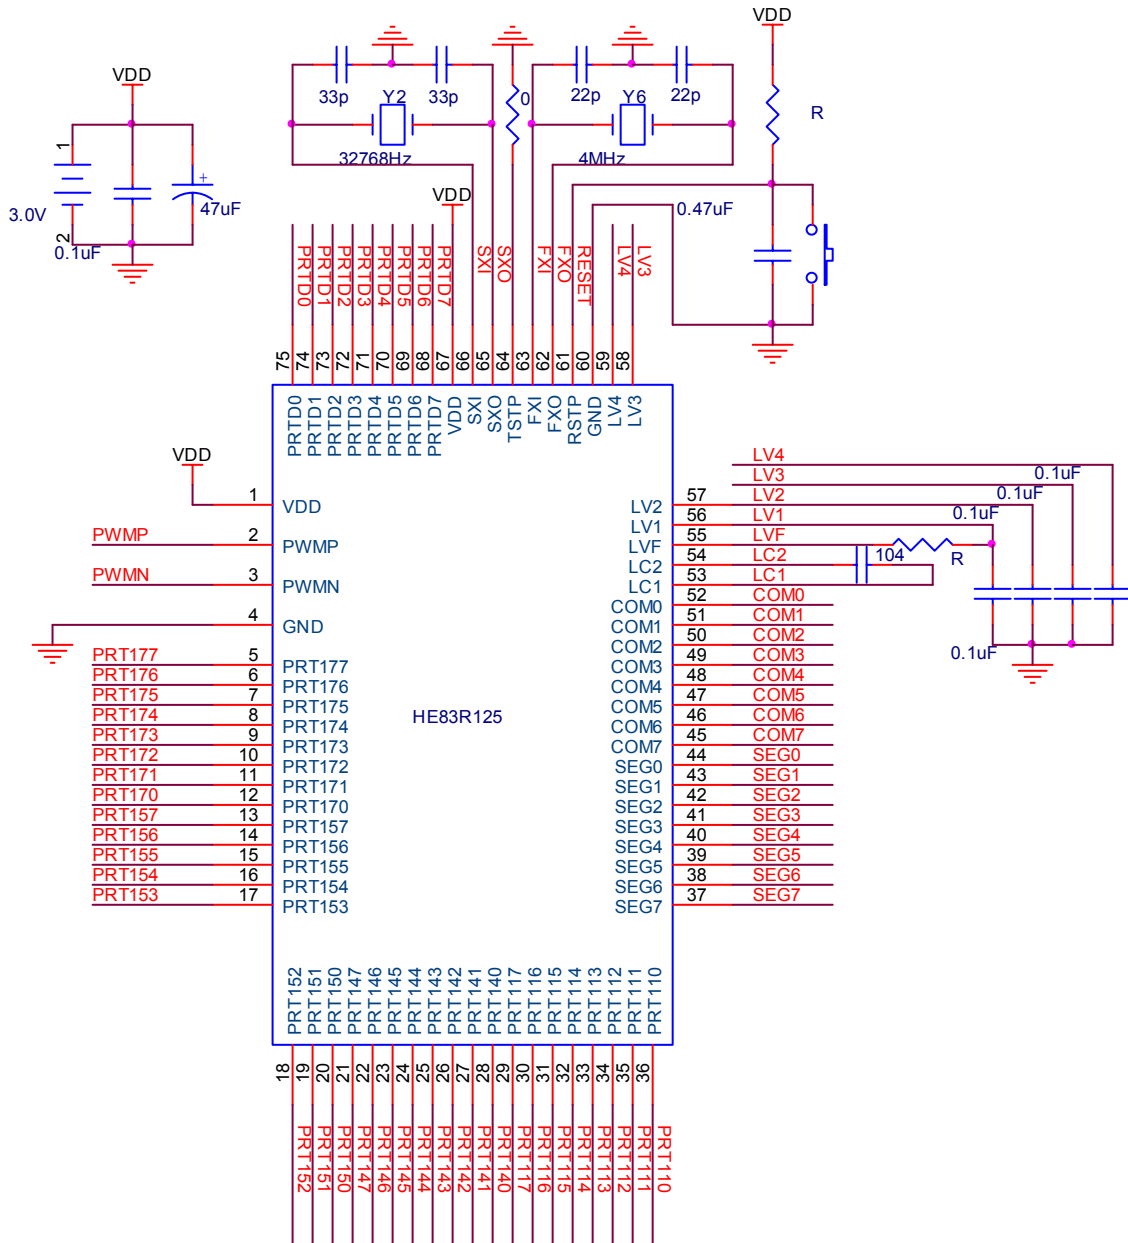 VDD
33p
33p
Y2
32768Hz
0
22p
22p
Y6
4MHz
VDD
R
0.47uF
VDD
1
3.0V
2
0.1uF
+
47uF
VDD
PRTD0
PRTD1
PRTD2
PRTD3
PRTD4
PRTD5
PRTD6
PRTD7
SXI
SXO
FXI
FXO
RESET
LV4
LV3
75
74
73
72
71
70
69
68
67
66
65
64
63
62
61
60
59
58
PRTD0
PRTD1
PRTD2
PRTD3
PRTD4
PRTD5
PRTD6
PRTD7
VDD
SXI
SXO
TSTP
FXI
FXO
RSTP
GND
LV4
LV3
VDD
1 VDD
PWMP 2 PWMP
PWMN 3 PWMN
4 GND
PRT177 5 PRT177
PRT176 6 PRT176
PRT175 7 PRT175
PRT174 8 PRT174
PRT173 9 PRT173
PRT172 10 PRT172
PRT171 11 PRT171
PRT170 12 PRT170
PRT157 13 PRT157
PRT156 14 PRT156
PRT155 15 PRT155
PRT154 16 PRT154
PRT153 17 PRT153
HE83R125
LV4
0.1uF
LV3
0.1uF
LV2 57 LV2
0.1uF
LV1 56 LV1
LVF 55 LVF
R
LC2 54 LC2
104
LC1 53 LC1
0.1uF
COM0 52 COM0
COM1 51 COM1
COM2 50 COM2
COM3 49 COM3
COM4 48 COM4
COM5 47 COM5
COM6 46 COM6
COM7 45 COM7
SEG0 44 SEG0
SEG1 43 SEG1
SEG2 42 SEG2
SEG3 41 SEG3
SEG4 40 SEG4
SEG5 39 SEG5
SEG6 38 SEG6
SEG7 37 SEG7
PRT152
PRT151
PRT150
PRT147
PRT146
PRT145
PRT144
PRT143
PRT142
PRT141
PRT140
PRT117
PRT116
PRT115
PRT114
PRT113
PRT112
PRT111
PRT110
18
19
20
21
22
23
24
25
26
27
28
29
30
31
32
33
34
35
36
PRT152
PRT151
PRT150
PRT147
PRT146
PRT145
PRT144
PRT143
PRT142
PRT141
PRT140
PRT117
PRT116
PRT115
PRT114
PRT113
PRT112
PRT111
PRT110